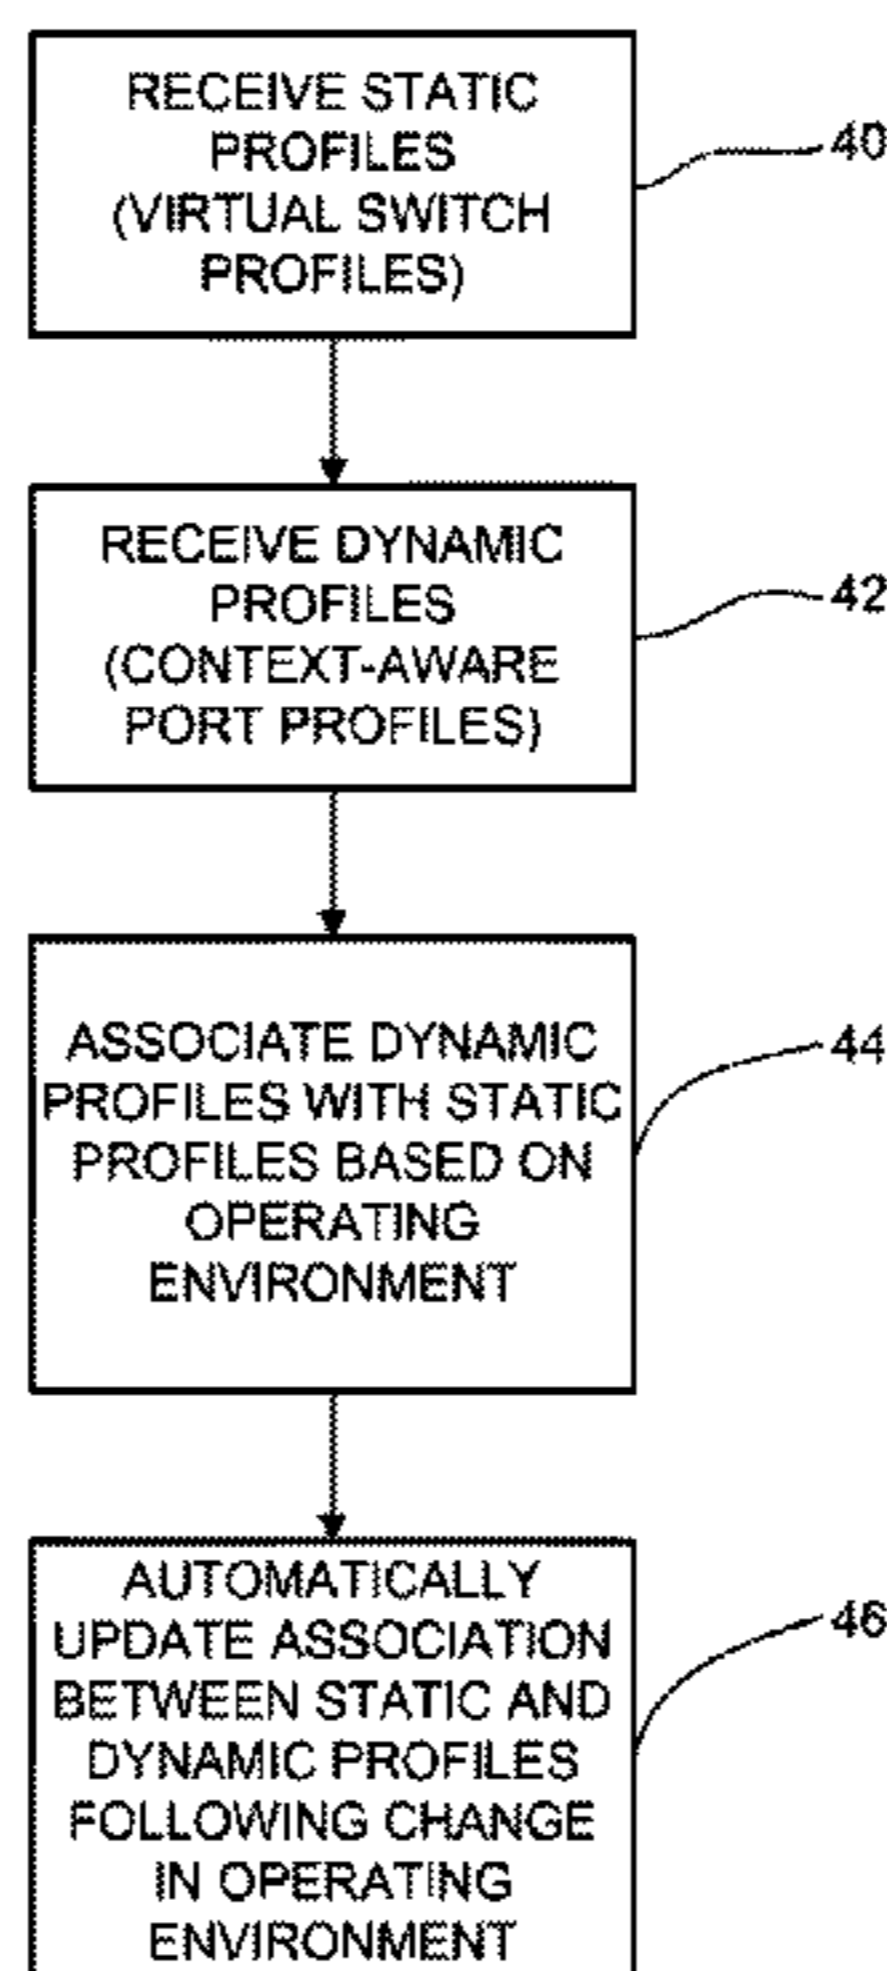 RECEIVE STATIC
PROFILES
(VIRTUAL SWITCH
PROFILES)
40
RECEIVE DYNAMIC
PROFILES
(CONTEXT-AWARE
PORT PROFILES)
42
ASSOCIATE DYNAMIC
PROFILES WITH STATIC
PROFILES BASED ON
OPERATING
ENVIRONMENT
44
AUTOMATICALLY
UPDATE ASSOCIATION
BETWEEN STATIC AND
DYNAMIC PROFILES
FOLLOWING CHANGE
IN OPERATING
ENVIRONMENT
46